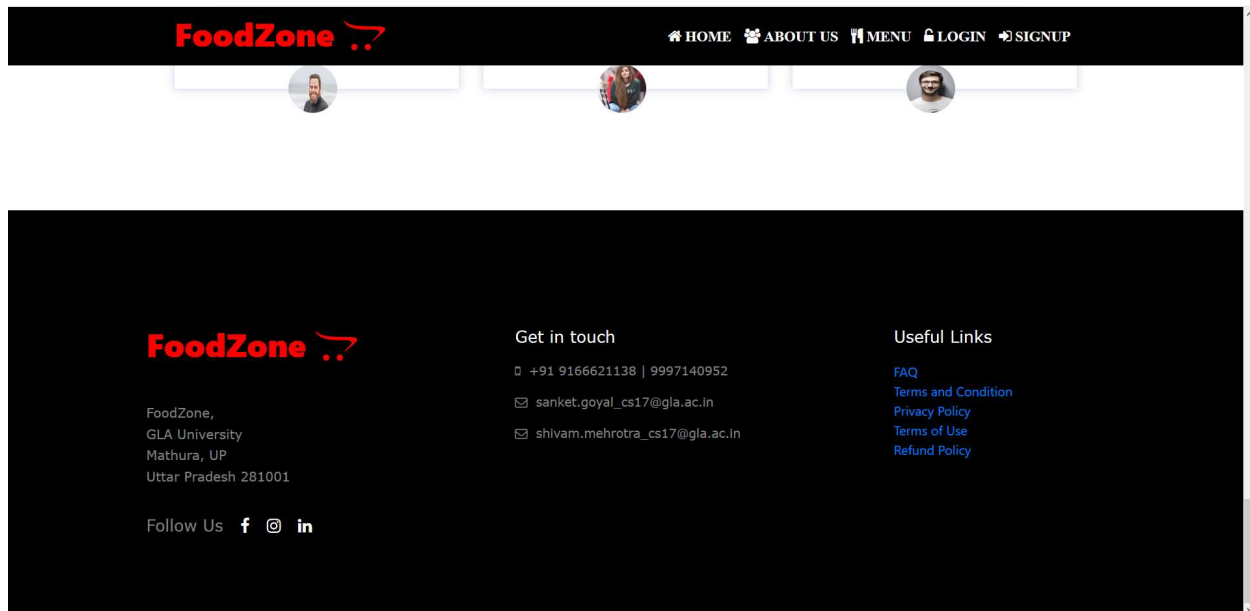 FoodZone
HOME ABOUT US MENU LOGIN SIGNUP
FoodZone
FoodZone,
GLA University
Mathura, UP
Uttar Pradesh 281001
Follow Us
Get in touch
+91 9166621138 | 9997140952
sanket.goyal_cs17@gla.ac.in
shivam.mehrotra_cs17@gla.ac.in
Useful Links
FAQ
Terms and Condition
Privacy Policy
Terms of Use
Refund Policy